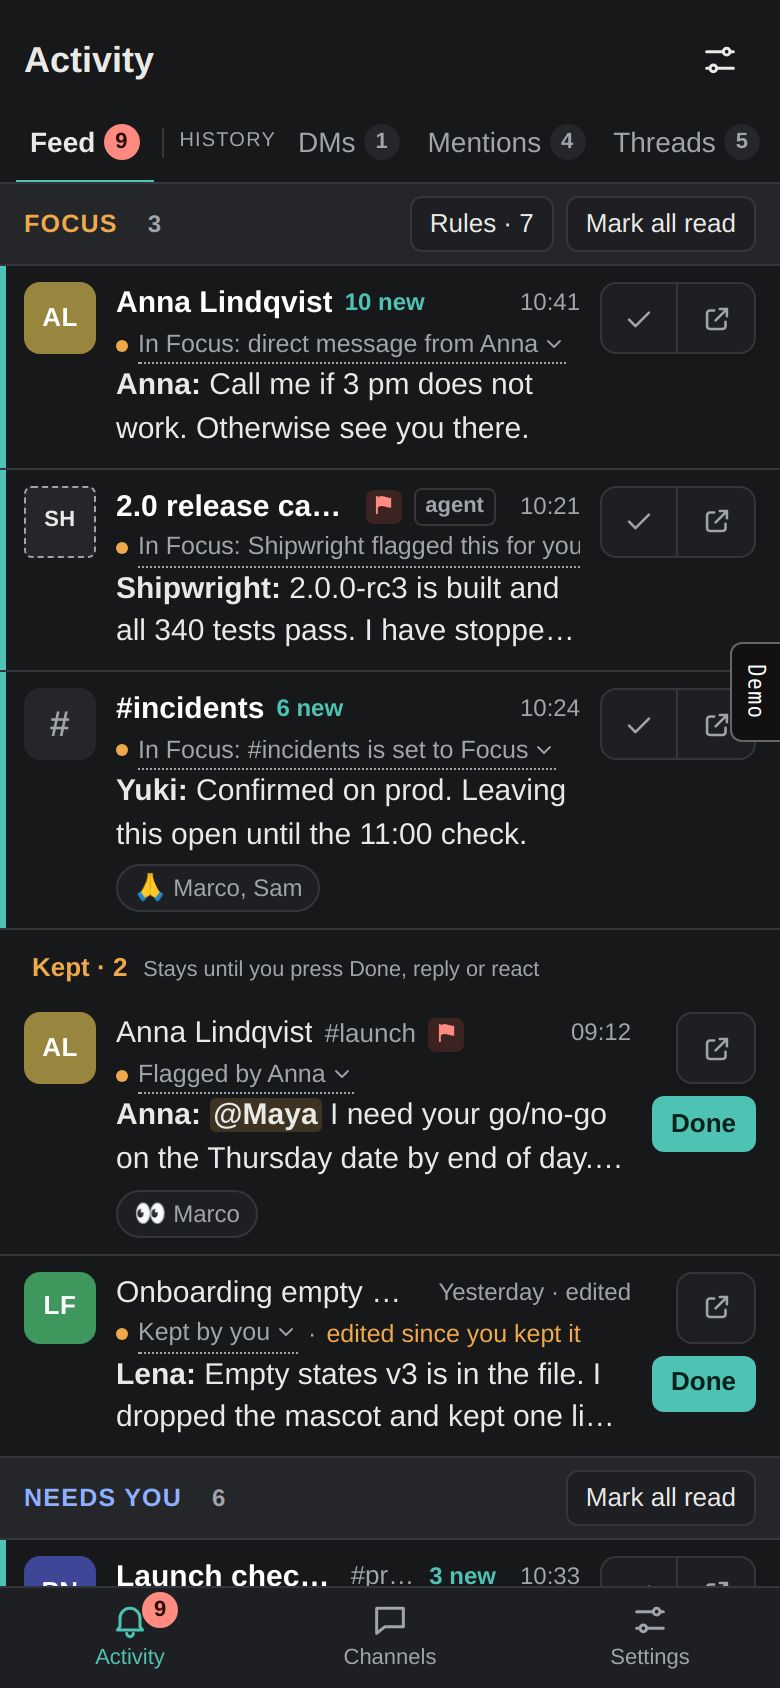 Activity
Feed 9 HISTORY DMs 1 Mentions 4 Threads 5
FOCUS 3 Rules · 7 Mark all read
AL Anna Lindqvist 10 new 10:41
In Focus: direct message from Anna
Anna: Call me if 3 pm does not
work. Otherwise see you there.
SH 2.0 release ca… agent 10:21
In Focus: Shipwright flagged this for you
Shipwright: 2.0.0-rc3 is built and
all 340 tests pass. I have stoppe…
Demo
# #incidents 6 new 10:24
In Focus: #incidents is set to Focus
Yuki: Confirmed on prod. Leaving
this open until the 11:00 check.
🙏 Marco, Sam
Kept · 2 Stays until you press Done, reply or react
AL Anna Lindqvist #launch 09:12
Flagged by Anna
Anna: @Maya I need your go/no-go
on the Thursday date by end of day.…
Done
👀 Marco
LF Onboarding empty … Yesterday · edited
Kept by you · edited since you kept it
Lena: Empty states v3 is in the file. I
dropped the mascot and kept one li…
Done
NEEDS YOU 6 Mark all read
Launch chec… #pr… 3 new 10:33
9
Activity Channels Settings